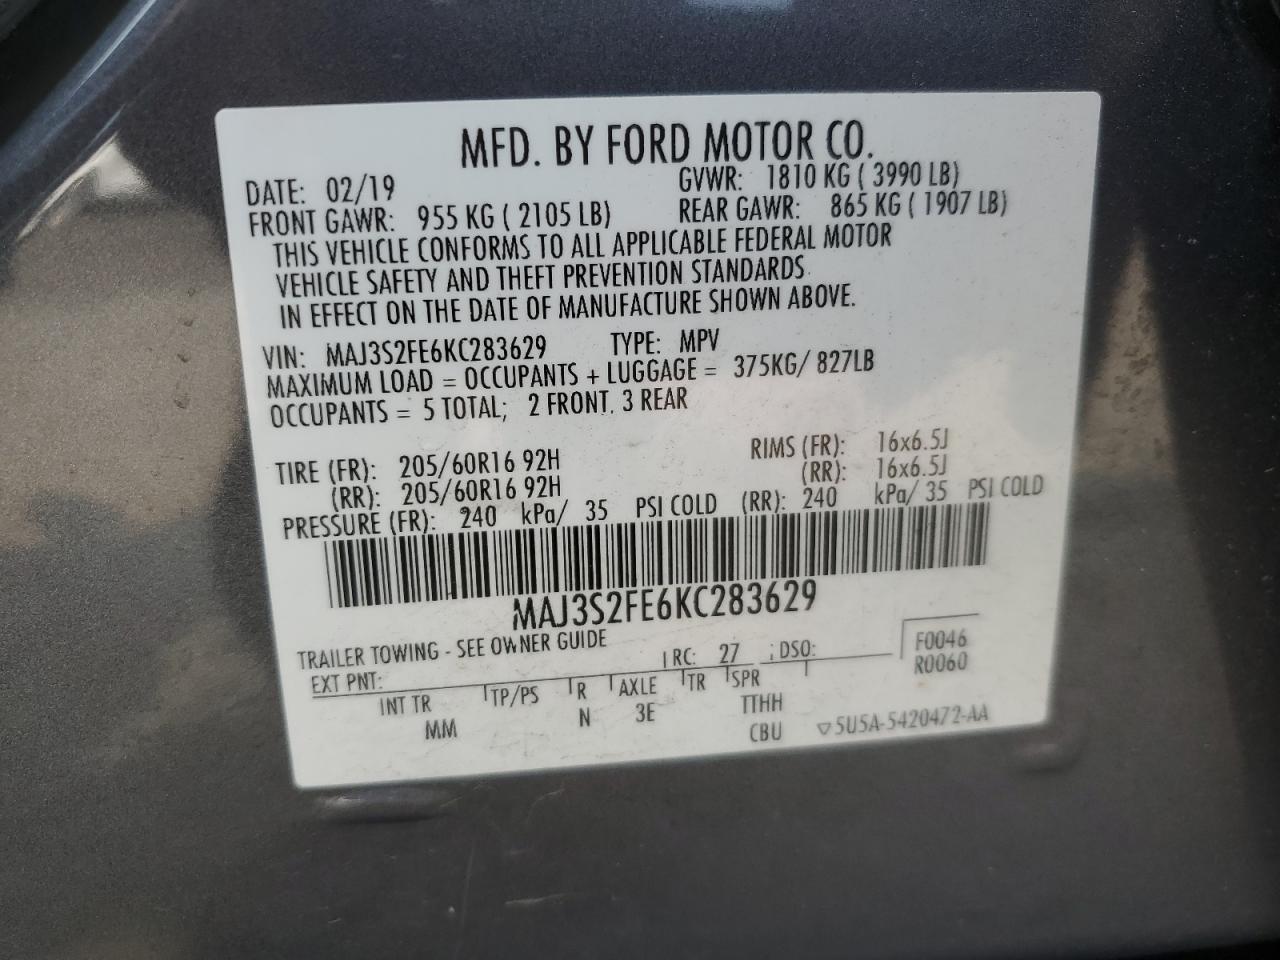 MFD. BY FORD MOTOR CO.
DATE: 02/19 GVWR: 1810 KG ( 3990 LB)
FRONT GAWR: 955 KG ( 2105 LB) REAR GAWR: 865 KG ( 1907 LB)
THIS VEHICLE CONFORMS TO ALL APPLICABLE FEDERAL MOTOR
VEHICLE SAFETY AND THEFT PREVENTION STANDARDS
IN EFFECT ON THE DATE OF MANUFACTURE SHOWN ABOVE.
VIN: MAJ3S2FE6KC283629 TYPE: MPV
MAXIMUM LOAD = OCCUPANTS + LUGGAGE = 375KG/ 827LB
OCCUPANTS = 5 TOTAL; 2 FRONT, 3 REAR
TIRE (FR): 205/60R16 92H RIMS (FR): 16x6.5J
(RR): 205/60R16 92H (RR): 16x6.5J
PRESSURE (FR): 240 kPa/ 35 PSI COLD (RR): 240 kPa/ 35 PSI COLD
MAJ3S2FE6KC283629
TRAILER TOWING - SEE OWNER GUIDE
EXT PNT: RC: 27 DSO: F0046
R0060
INT TR TP/PS R AXLE TR SPR
MM N 3E TTHH
CBU ▽5U5A-5420472-AA